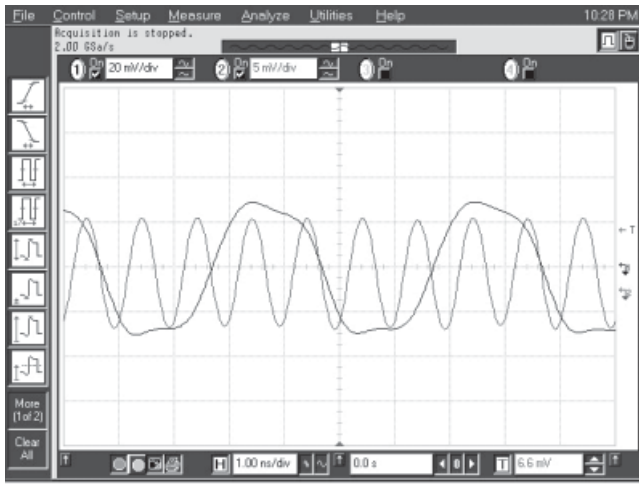 File Control Setup Measure Analyze Utilities Help 10:28 PM
Acquisition is stopped.
2.00 GSa/s
1 On 20 mV/div 2 On 5 mV/div 3 On 4 On
T
More
(1 of 2)
Clear
All
H 1.00 ns/div 0.0 s 0 T 6.6 mV